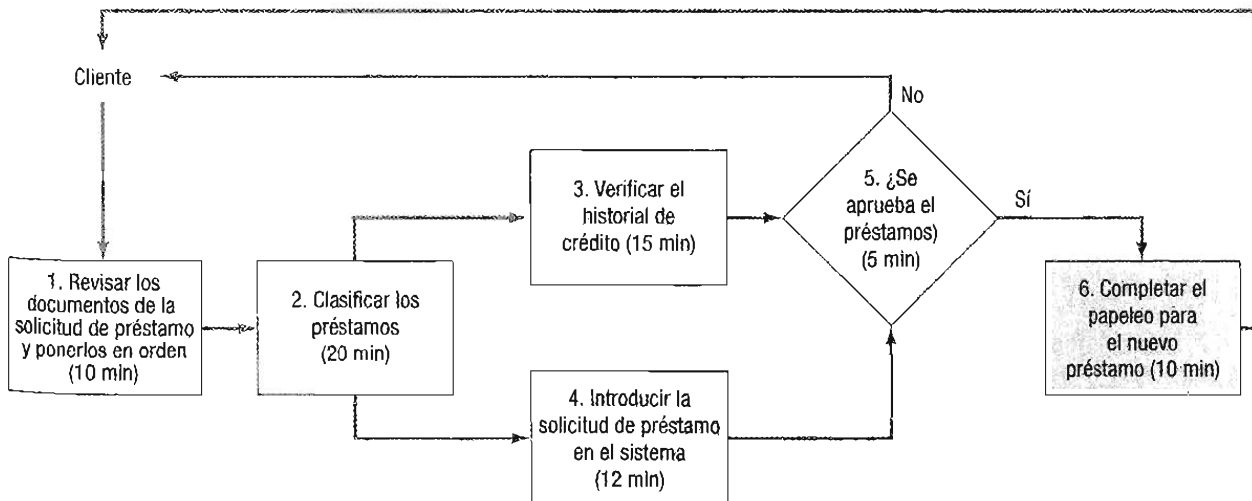 Cliente
No
3. Verificar el
historial de
crédito (15 min)
5. ¿Se
aprueba el
préstamos)
(5 min)
Sí
1. Revisar los
documentos de la
solicitud de préstamo
y ponerlos en orden
(10 min)
2. Clasificar los
préstamos
(20 min)
6. Completar el
papeleo para
el nuevo
préstamo (10 min)
4. Introducir la
solicitud de préstamo
en el sistema
(12 min)